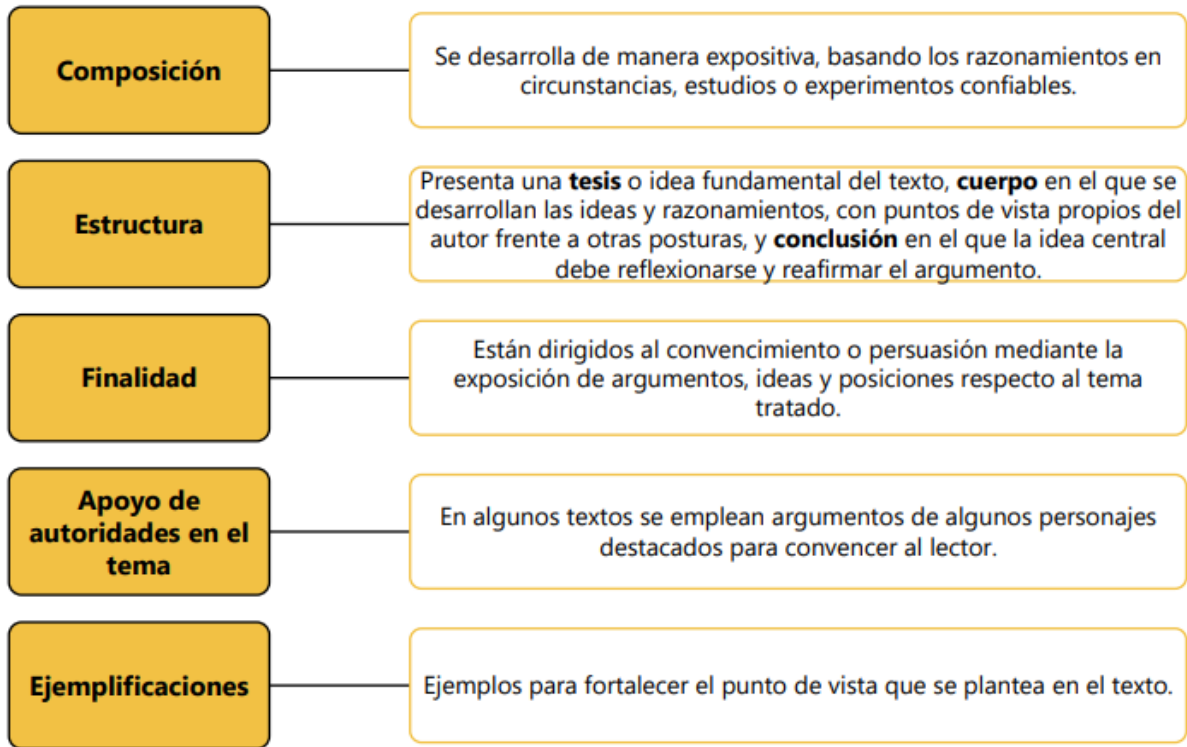 Composición
Se desarrolla de manera expositiva, basando los razonamientos en
circunstancias, estudios o experimentos confiables.
Estructura
Presenta una tesis o idea fundamental del texto, cuerpo en el que se
desarrollan las ideas y razonamientos, con puntos de vista propios del
autor frente a otras posturas, y conclusión en el que la idea central
debe reflexionarse y reafirmar el argumento.
Finalidad
Están dirigidos al convencimiento o persuasión mediante la
exposición de argumentos, ideas y posiciones respecto al tema
tratado.
Apoyo de
autoridades en el
tema
En algunos textos se emplean argumentos de algunos personajes
destacados para convencer al lector.
Ejemplificaciones
Ejemplos para fortalecer el punto de vista que se plantea en el texto.